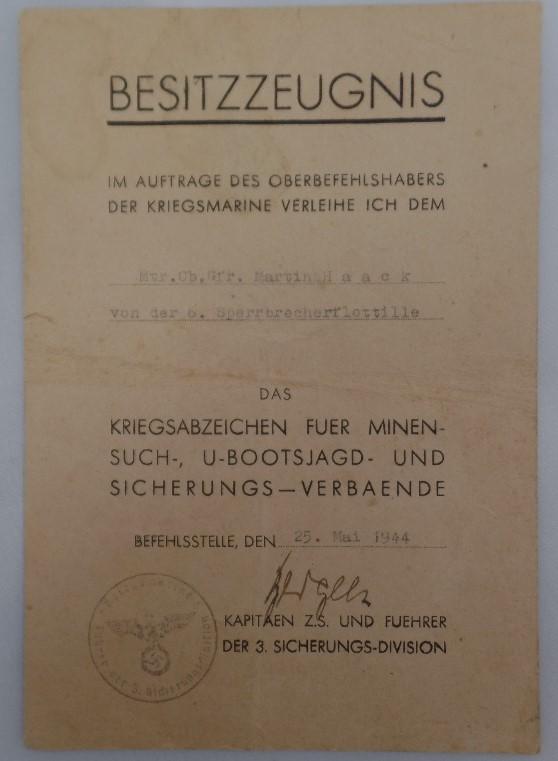 BESITZZEUGNIS
IM AUFTRAGE DES OBERBEFEHLSHABERS
DER KRIEGSMARINE VERLEIHE ICH DEM
Mtr.Ob.Gfr. Martin H a a c k
von der 6. Sperrbrecherflottille
DAS
KRIEGSABZEICHEN FUER MINEN-
SUCH-, U-BOOTSJAGD- UND
SICHERUNGS—VERBAENDE
BEFEHLSSTELLE, DEN 25. Mai 1944
KAPITAEN Z.S. UND FUEHRER
DER 3. SICHERUNGS-DIVISION